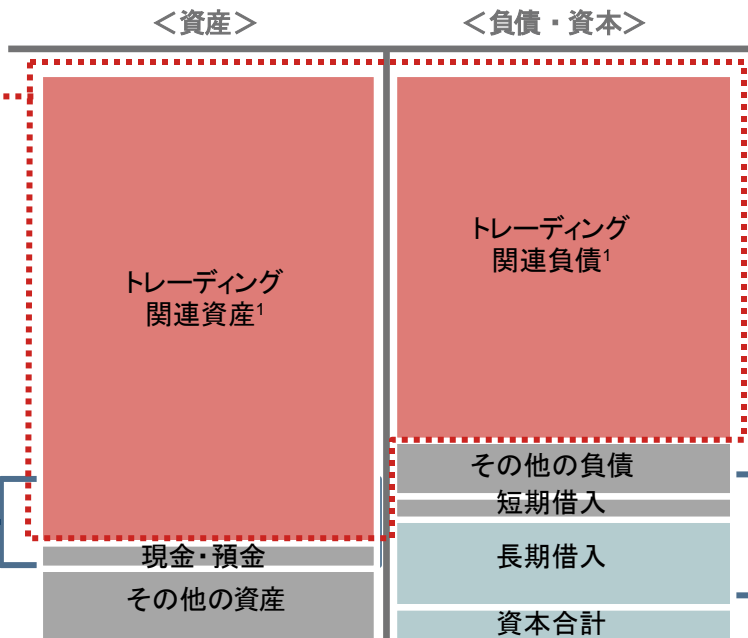 ＜資産＞
＜負債・資本＞
トレーディング
関連資産1
現金・預金
その他の資産
トレーディング
関連負債1
その他の負債
短期借入
長期借入
資本合計